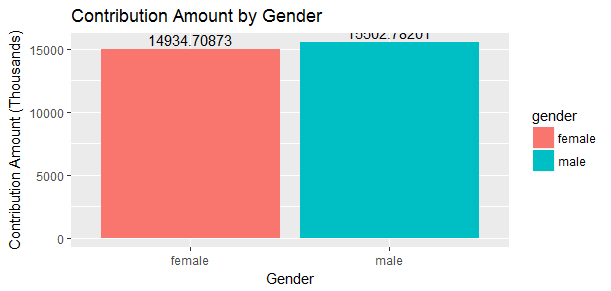 Contribution Amount by Gender
14934.70873
15502.78201
15000
10000
5000
0
Contribution Amount (Thousands)
female
male
Gender
gender
female
male